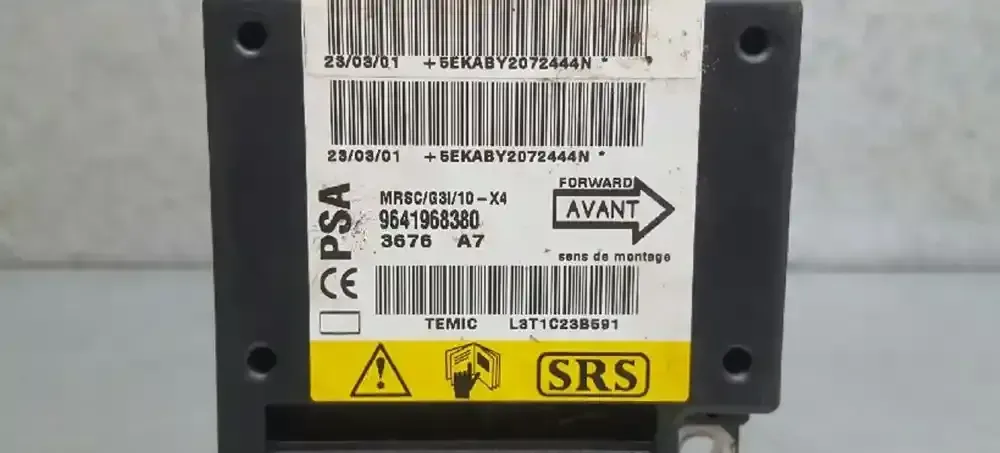 23/03/01 +5EKABY2072444N *
23/03/01 +5EKABY2072444N *
PSA
MRSC/G3I/10-X4
9641968380
3676 A7
FORWARD
AVANT
sens de montage
CE
TEMIC L3T1C23B591
SRS